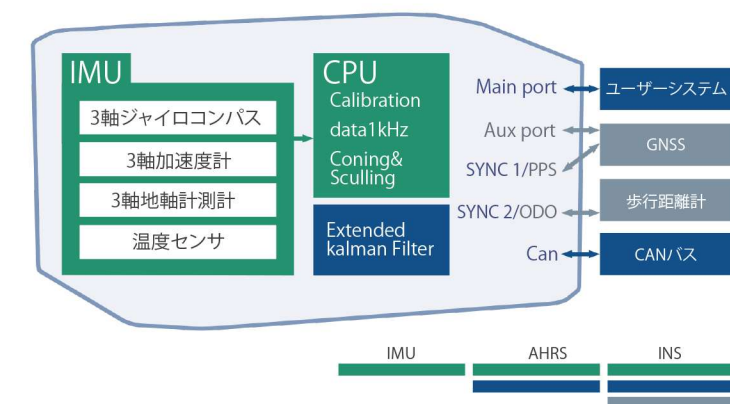 IMU
3軸ジャイロコンパス
3軸加速度計
3軸地軸計測計
温度センサ
CPU
Calibration
data1kHz
Coning&
Sculling
Extended
kalman Filter
Main port
Aux port
SYNC 1/PPS
SYNC 2/ODO
Can
ユーザーシステム
GNSS
歩行距離計
CANバス
IMU
AHRS
INS